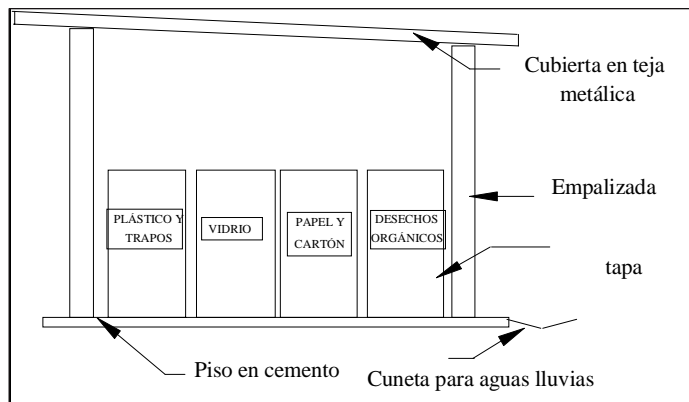 Cubierta en teja
metálica
Empalizada
PLÁSTICO Y
TRAPOS
VIDRIO
PAPEL Y
CARTÓN
DESECHOS
ORGÁNICOS
tapa
Piso en cemento
Cuneta para aguas lluvias